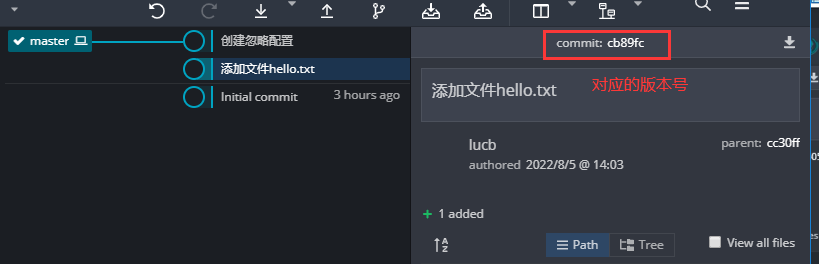 master
创建忽略配置
添加文件hello.txt
Initial commit
3 hours ago
commit: cb89fc
添加文件hello.txt
对应的版本号
lucb
authored 2022/8/5 @ 14:03
parent: cc30ff
+ 1 added
A
Z
Path
Tree
View all files